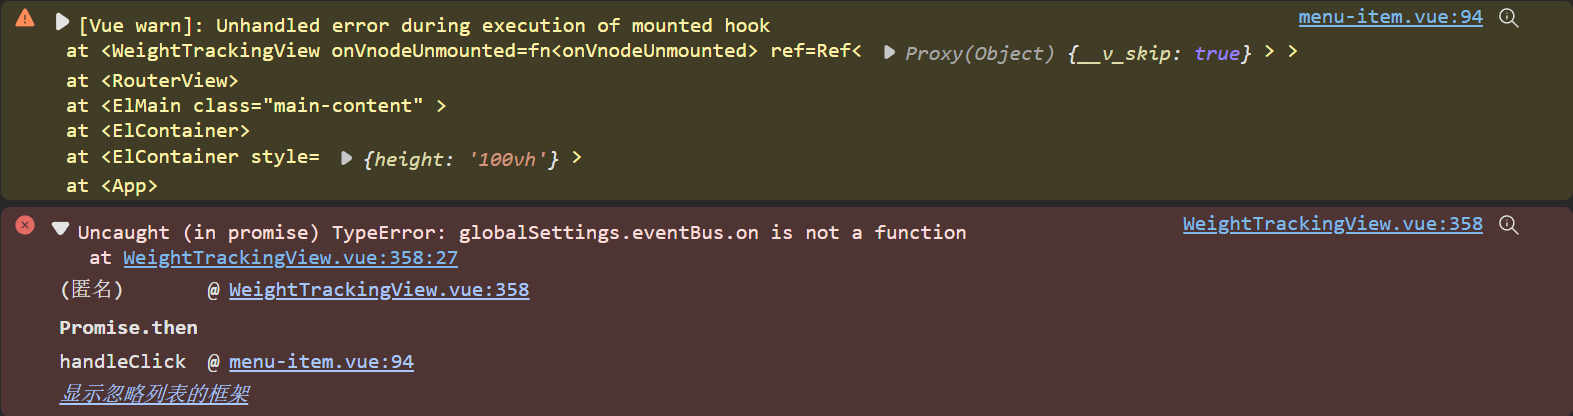 [Vue warn]: Unhandled error during execution of mounted hook menu-item.vue:94
at <WeightTrackingView onVnodeUnmounted=fn<onVnodeUnmounted> ref=Ref< Proxy(Object) {__v_skip: true} > >
at <RouterView>
at <ElMain class="main-content" >
at <ElContainer>
at <ElContainer style= {height: '100vh'} >
at <App>
Uncaught (in promise) TypeError: globalSettings.eventBus.on is not a function WeightTrackingView.vue:358
at WeightTrackingView.vue:358:27
(匿名) @ WeightTrackingView.vue:358
Promise.then
handleClick @ menu-item.vue:94
显示忽略列表的框架